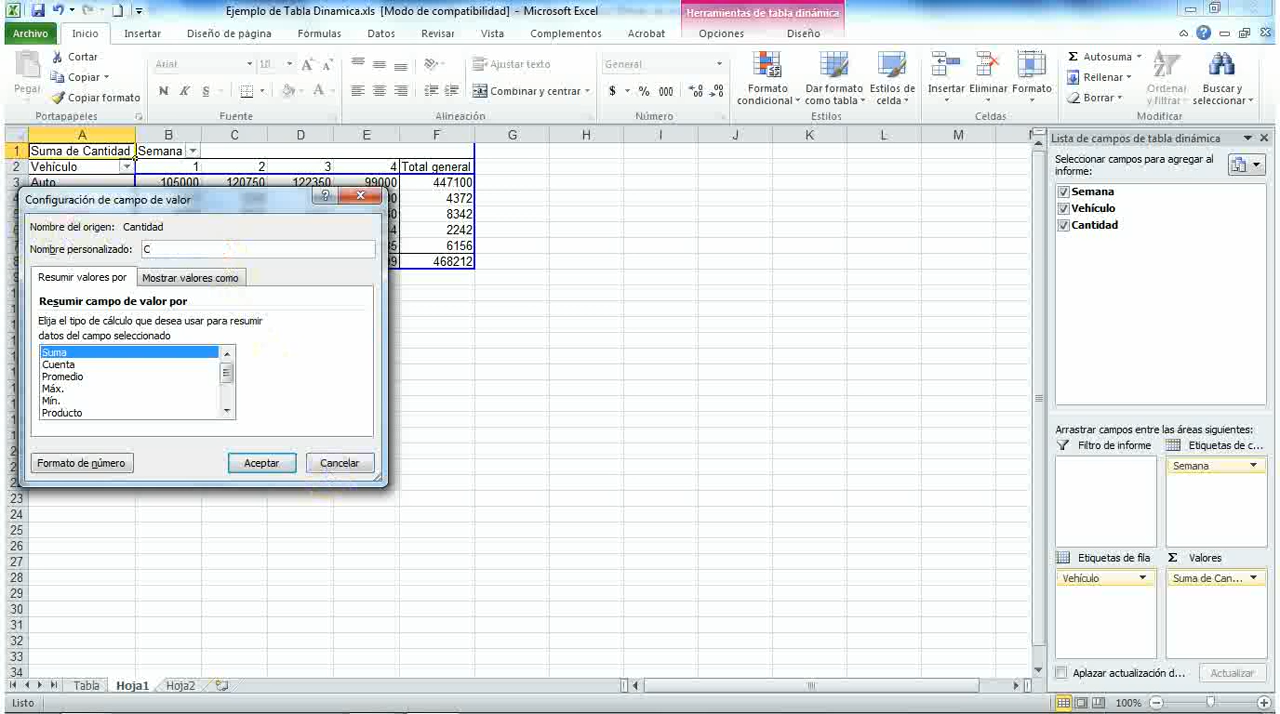 Ejemplo de Tabla Dinamica.xls [Modo de compatibilidad] - Microsoft Excel
Herramientas de tabla dinámica
Archivo Inicio Insertar Diseño de página Fórmulas Datos Revisar Vista Complementos Acrobat Opciones Diseño
Pegar
Cortar
Copiar
Copiar formato
Portapapeles
Arial 10
N K S
Fuente
Ajustar texto
Combinar y centrar
Alineación
General
$ % 000
Número
Formato condicional
Dar formato como tabla
Estilos de celda
Estilos
Insertar Eliminar Formato
Celdas
Autosuma
Rellenar
Borrar
Ordenar y filtrar
Buscar y seleccionar
Modificar
A B C D E F G H I J K L M
1 Suma de Cantidad Semana
2 Vehículo 1 2 3 4 Total general
3 Auto 105000 120750 122350 99000 447100
4372
8342
2242
6156
468212
Configuración de campo de valor
Nombre del origen: Cantidad
Nombre personalizado: C
Resumir valores por Mostrar valores como
Resumir campo de valor por
Elija el tipo de cálculo que desea usar para resumir
datos del campo seleccionado
Suma
Cuenta
Promedio
Máx.
Mín.
Producto
Formato de número Aceptar Cancelar
23
24
25
26
27
28
29
30
31
32
33
34
Lista de campos de tabla dinámica
Seleccionar campos para agregar al
informe:
Semana
Vehículo
Cantidad
Arrastrar campos entre las áreas siguientes:
Filtro de informe Etiquetas de c...
Semana
Etiquetas de fila Σ Valores
Vehículo Suma de Can...
Aplazar actualización d... Actualizar
Tabla Hoja1 Hoja2
Listo 100%